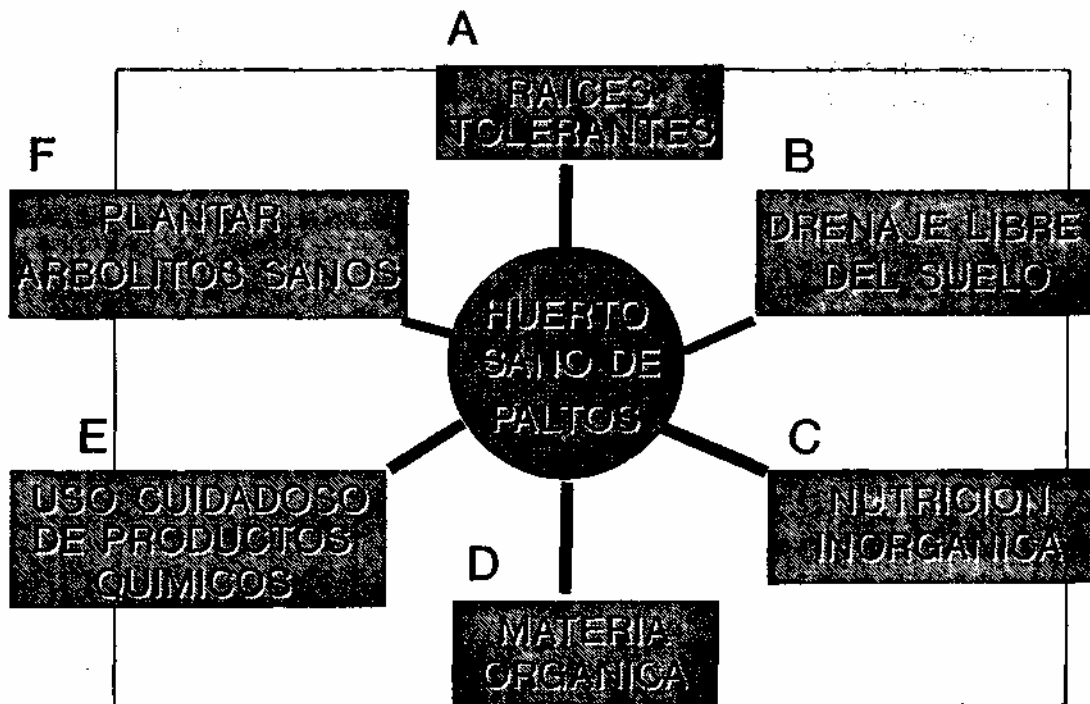 A
RAICES
TOLERANTES
F
PLANTAR
ARBOLITOS SANOS
B
DRENAJE LIBRE
DEL SUELO
HUERTO
SANO DE
PALTOS
E
USO CUIDADOSO
DE PRODUCTOS
QUIMICOS
C
NUTRICION
INORGANICA
D
MATERIA
ORGANICA